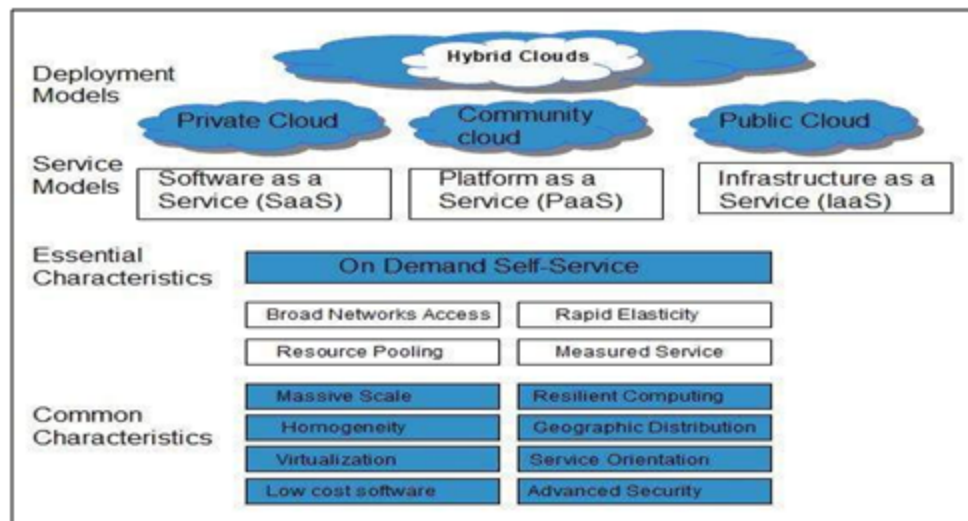 Hybrid Clouds
Deployment
Models
Private Cloud
Community
cloud
Public Cloud
Service
Models
Software as a
Service (SaaS)
Platform as a
Service (PaaS)
Infrastructure as a
Service (IaaS)
Essential
Characteristics
On Demand Self-Service
Broad Networks Access
Rapid Elasticity
Resource Pooling
Measured Service
Common
Characteristics
Massive Scale
Resilient Computing
Homogeneity
Geographic Distribution
Virtualization
Service Orientation
Low cost software
Advanced Security